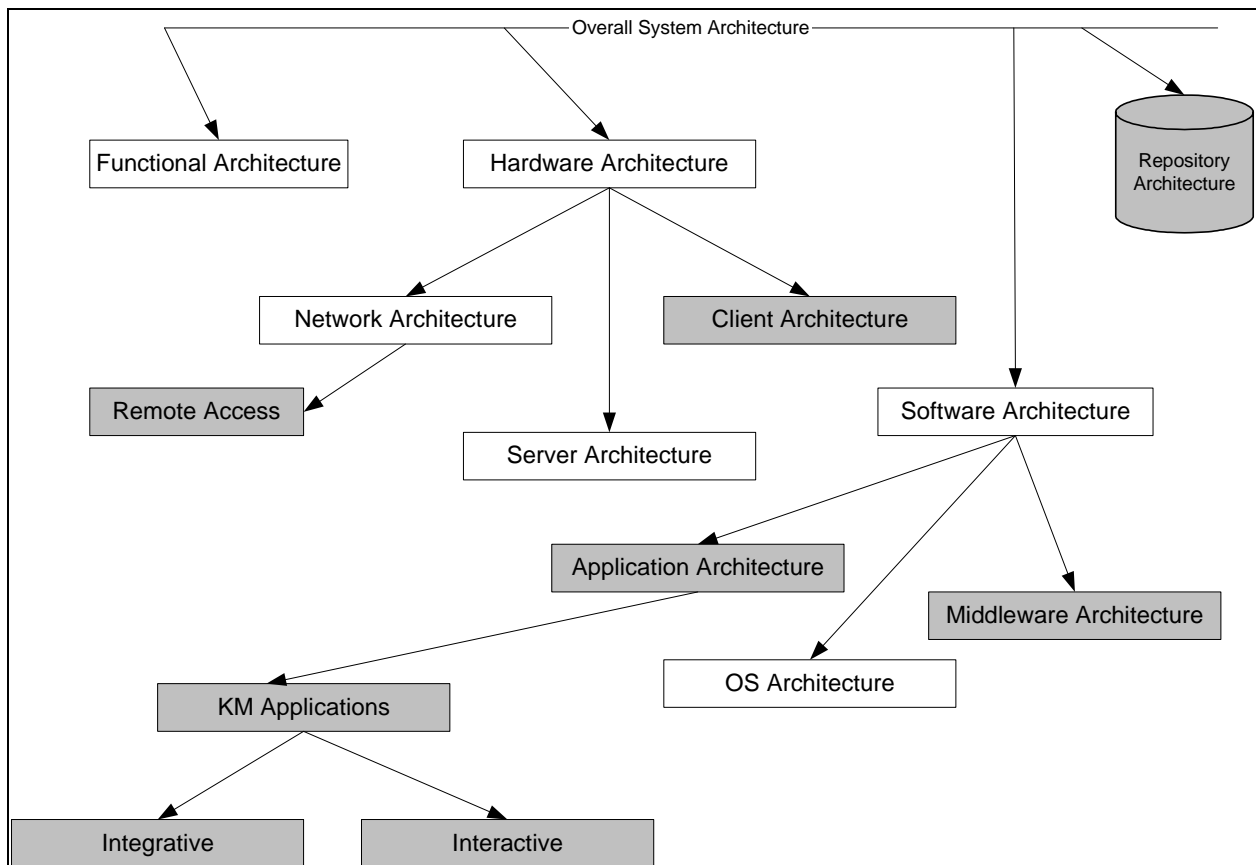 Overall System Architecture
Functional Architecture
Hardware Architecture
Repository
Architecture
Network Architecture
Client Architecture
Remote Access
Software Architecture
Server Architecture
Application Architecture
Middleware Architecture
OS Architecture
KM Applications
Integrative
Interactive